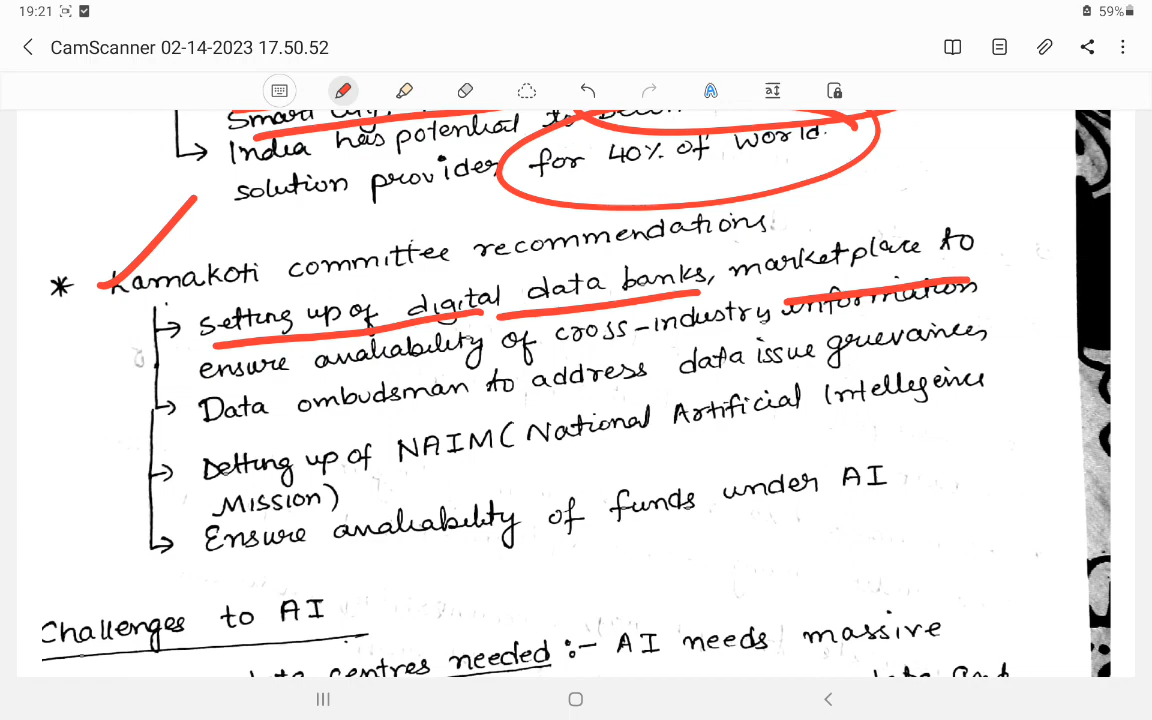 19:21
59%
CamScanner 02-14-2023 17.50.52
Smart
India has potential to
solution provider for 40% of world.
* Kamakoti committee recommendations.
→ Setting up of digital data banks, marketplace to
ensure availability of cross-industry information
→ Data ombudsman to address data issue grievances
→ Setting up of NAIM (National Artificial Intellegence
Mission)
→ Ensure availability of funds under AI
Challenges to AI
centres needed :- AI needs massive